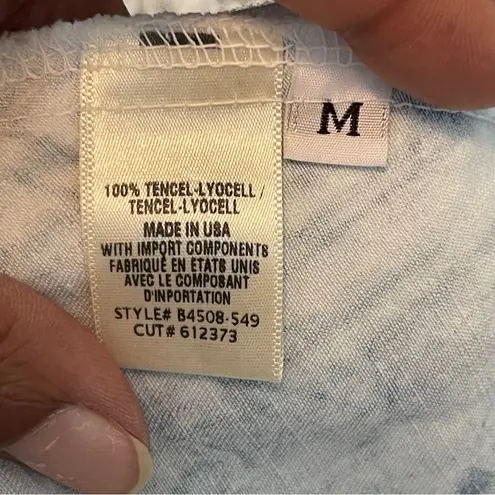 M
100% TENCEL-LYOCELL /
TENCEL-LYOCELL
MADE IN USA
WITH IMPORT COMPONENTS
FABRIQUÉ EN ETATS UNIS
AVEC LE COMPOSANT
D'INPORTATION
STYLE# B4508-549
CUT# 612373